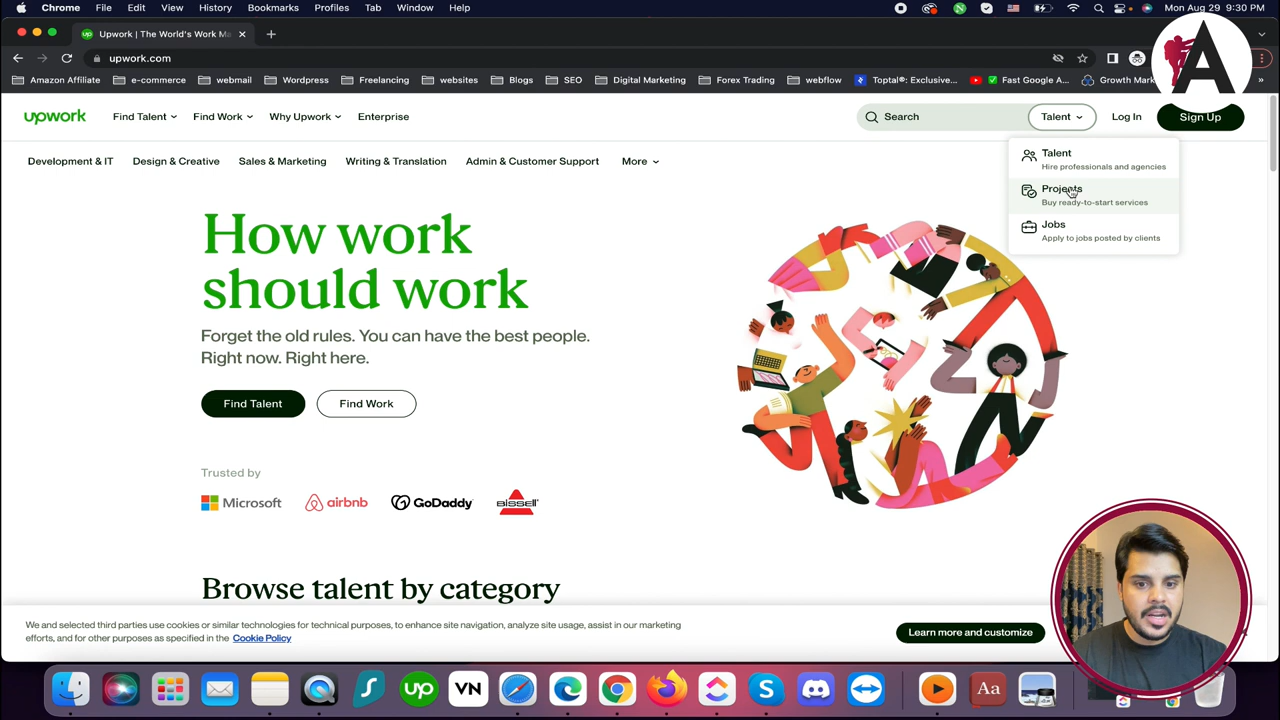 Chrome File Edit View History Bookmarks Profiles Tab Window Help
Mon Aug 29 9:30 PM
up Upwork | The World's Work Ma
upwork.com
Amazon Affiliate e-commerce webmail Wordpress Freelancing websites Blogs SEO Digital Marketing Forex Trading webflow Toptal®: Exclusive... Fast Google A... Growth Mar
A
upwork Find Talent Find Work Why Upwork Enterprise Search Talent Log In Sign Up
Development & IT Design & Creative Sales & Marketing Writing & Translation Admin & Customer Support More
Talent
Hire professionals and agencies
Projects
Buy ready-to-start services
Jobs
Apply to jobs posted by clients
How work
should work
Forget the old rules. You can have the best people.
Right now. Right here.
Find Talent Find Work
Trusted by
Microsoft airbnb GoDaddy BISSELL
Browse talent by category
We and selected third parties use cookies or similar technologies for technical purposes, to enhance site navigation, analyze site usage, assist in our marketing
efforts, and for other purposes as specified in the Cookie Policy
Learn more and customize
up VN S Aa